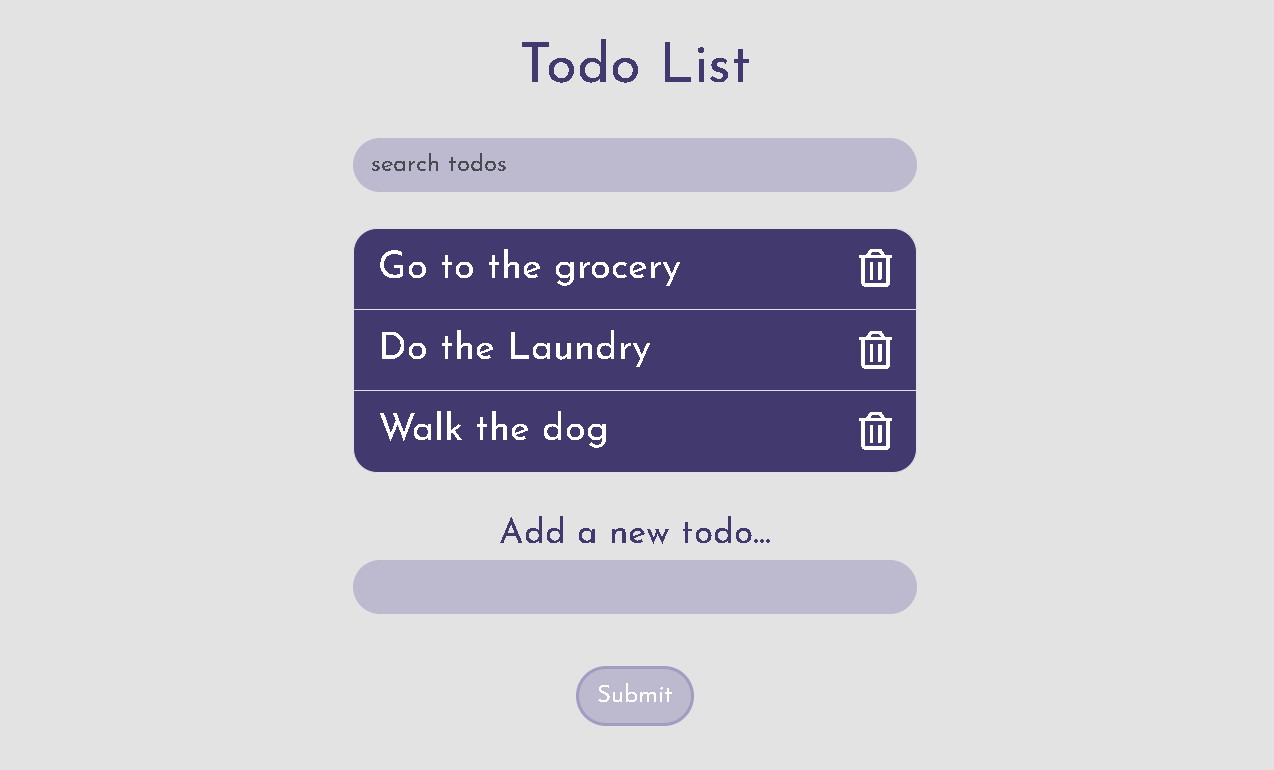 Todo List
search todos
Go to the grocery
Do the Laundry
Walk the dog
Add a new todo...
Submit